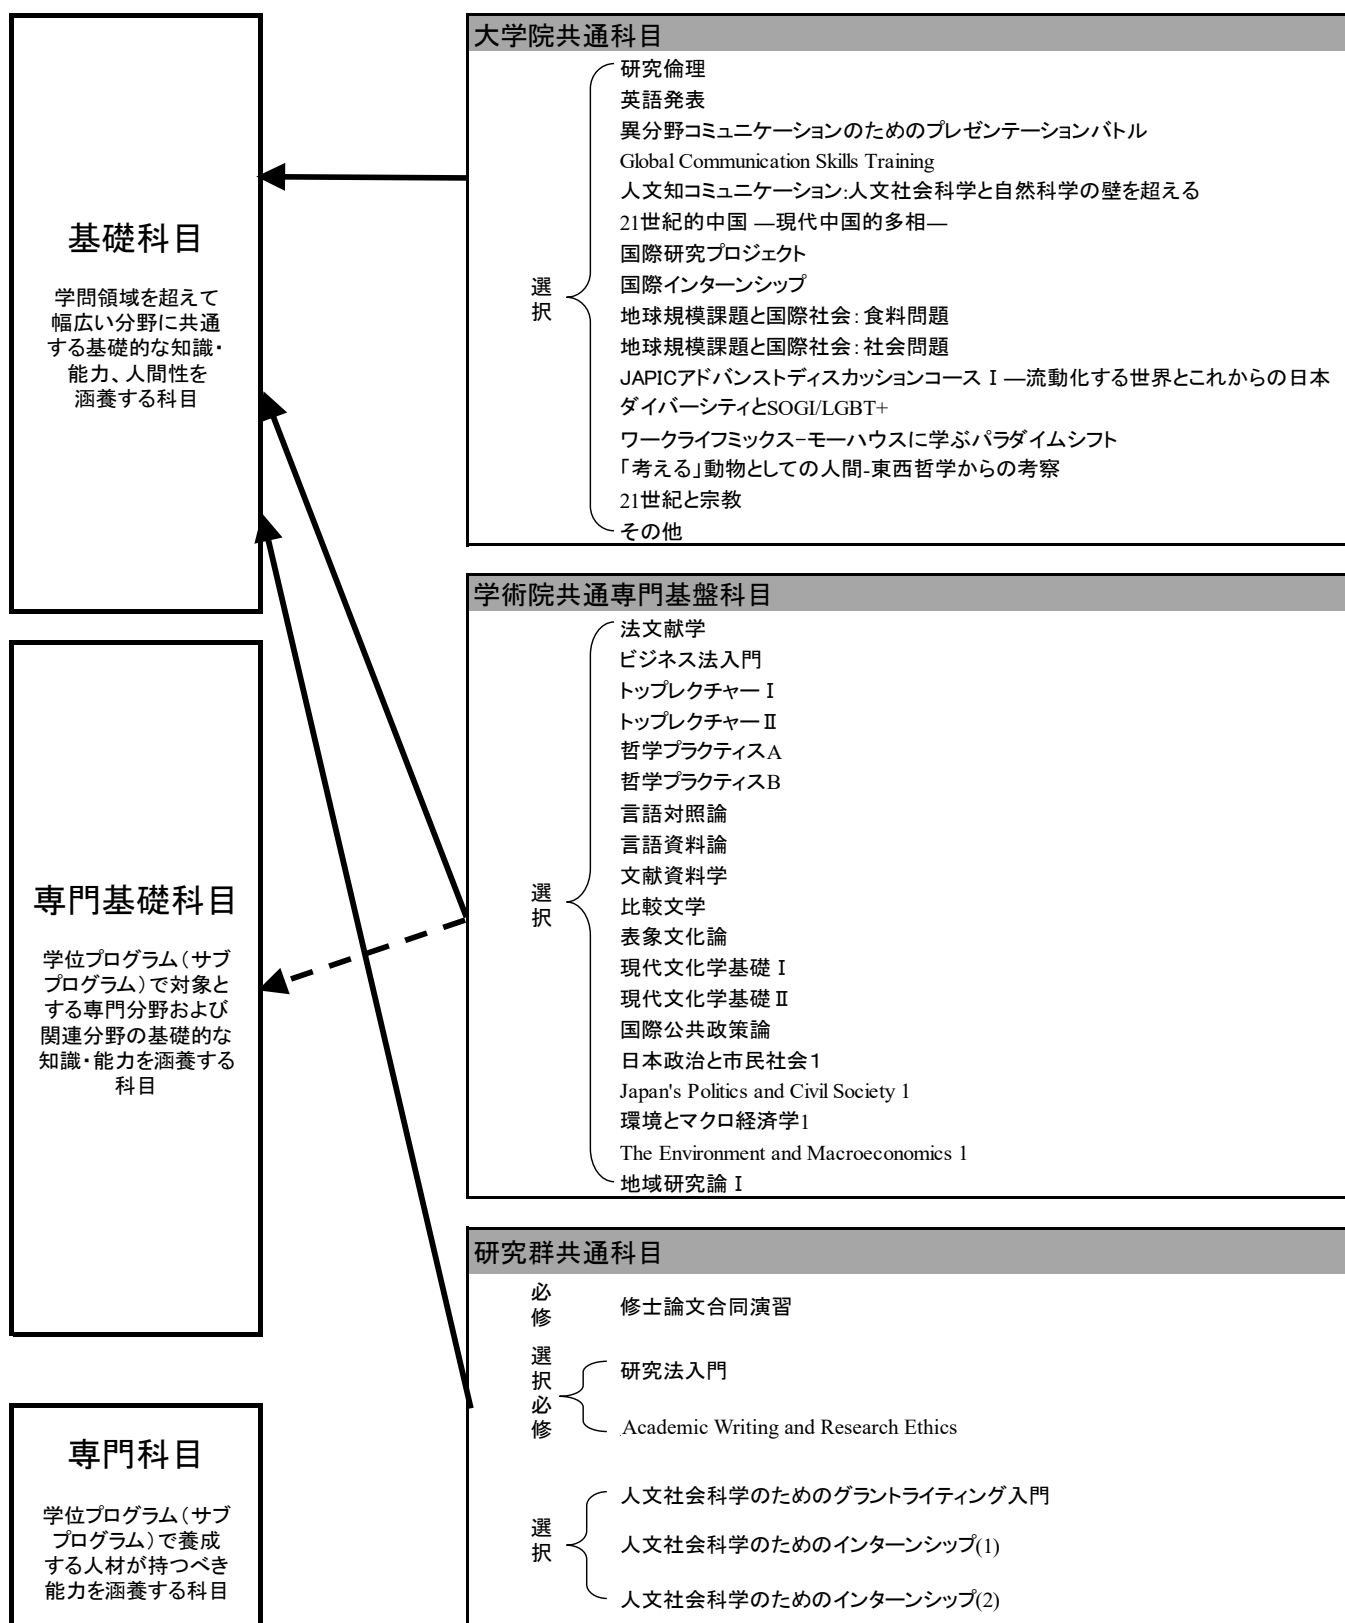 基礎科目
学問領域を超えて
幅広い分野に共通
する基礎的な知識・
能力、人間性を
涵養する科目
専門基礎科目
学位プログラム(サブ
プログラム)で対象と
する専門分野および
関連分野の基礎的な
知識・能力を涵養する
科目
専門科目
学位プログラム(サブ
プログラム)で養成
する人材が持つべき
能力を涵養する科目
大学院共通科目
選択
研究倫理
英語発表
異分野コミュニケーションのためのプレゼンテーションバトル
Global Communication Skills Training
人文知コミュニケーション:人文社会科学と自然科学の壁を超える
21世紀的中国 ―現代中国的多相―
国際研究プロジェクト
国際インターンシップ
地球規模課題と国際社会:食料問題
地球規模課題と国際社会:社会問題
JAPICアドバンストディスカッションコースⅠ―流動化する世界とこれからの日本
ダイバーシティとSOGI/LGBT+
ワークライフミックス-モーハウスに学ぶパラダイムシフト
「考える」動物としての人間-東西哲学からの考察
21世紀と宗教
その他
学術院共通専門基盤科目
選択
法文献学
ビジネス法入門
トップレクチャーⅠ
トップレクチャーⅡ
哲学プラクティスA
哲学プラクティスB
言語対照論
言語資料論
文献資料学
比較文学
表象文化論
現代文化学基礎Ⅰ
現代文化学基礎Ⅱ
国際公共政策論
日本政治と市民社会1
Japan's Politics and Civil Society 1
環境とマクロ経済学1
The Environment and Macroeconomics 1
地域研究論Ⅰ
研究群共通科目
必修
修士論文合同演習
選択必修
研究法入門
Academic Writing and Research Ethics
選択
人文社会科学のためのグラントライティング入門
人文社会科学のためのインターンシップ(1)
人文社会科学のためのインターンシップ(2)